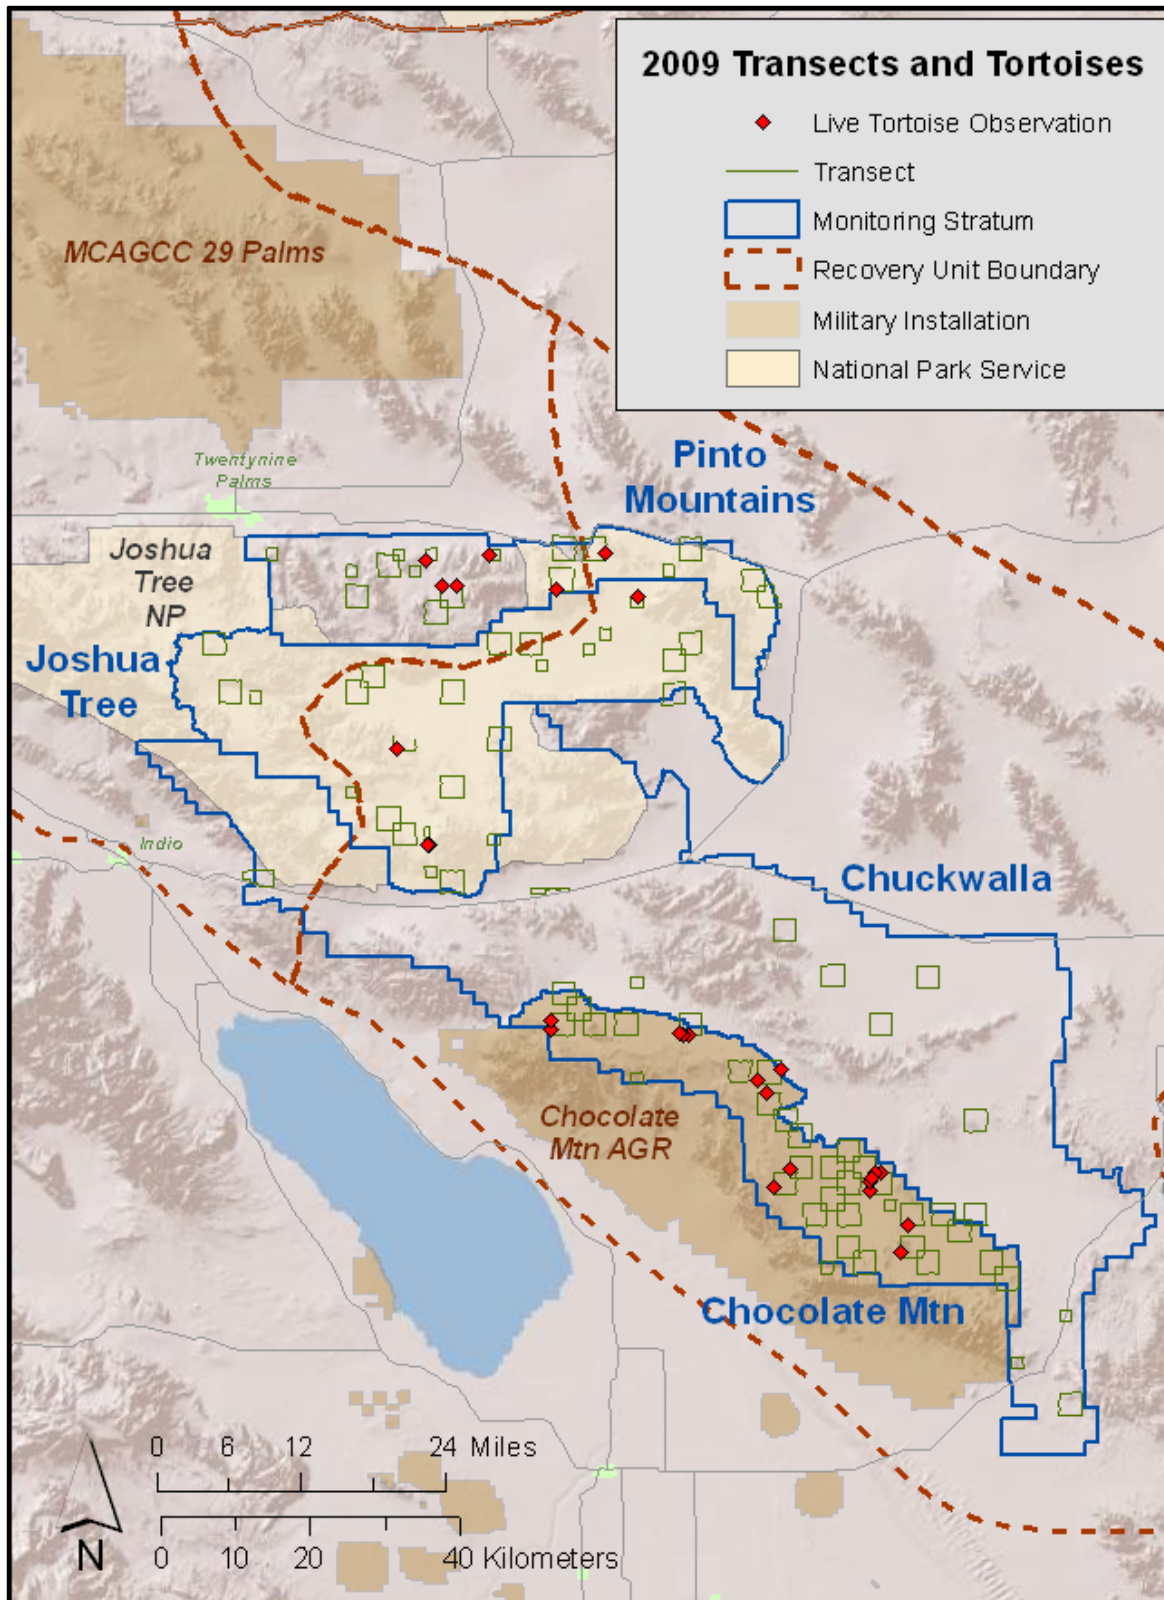 2009 Transects and Tortoises
Live Tortoise Observation
Transect
Monitoring Stratum
Recovery Unit Boundary
Military Installation
National Park Service
MCAGCC 29 Palms
Twentynine
Palms
Pinto
Mountains
Joshua
Tree
NP
Joshua
Tree
Indio
Chuckwalla
Chocolate
Mtn AGR
Chocolate Mtn
0 6 12 24 Miles
0 10 20 40 Kilometers
N